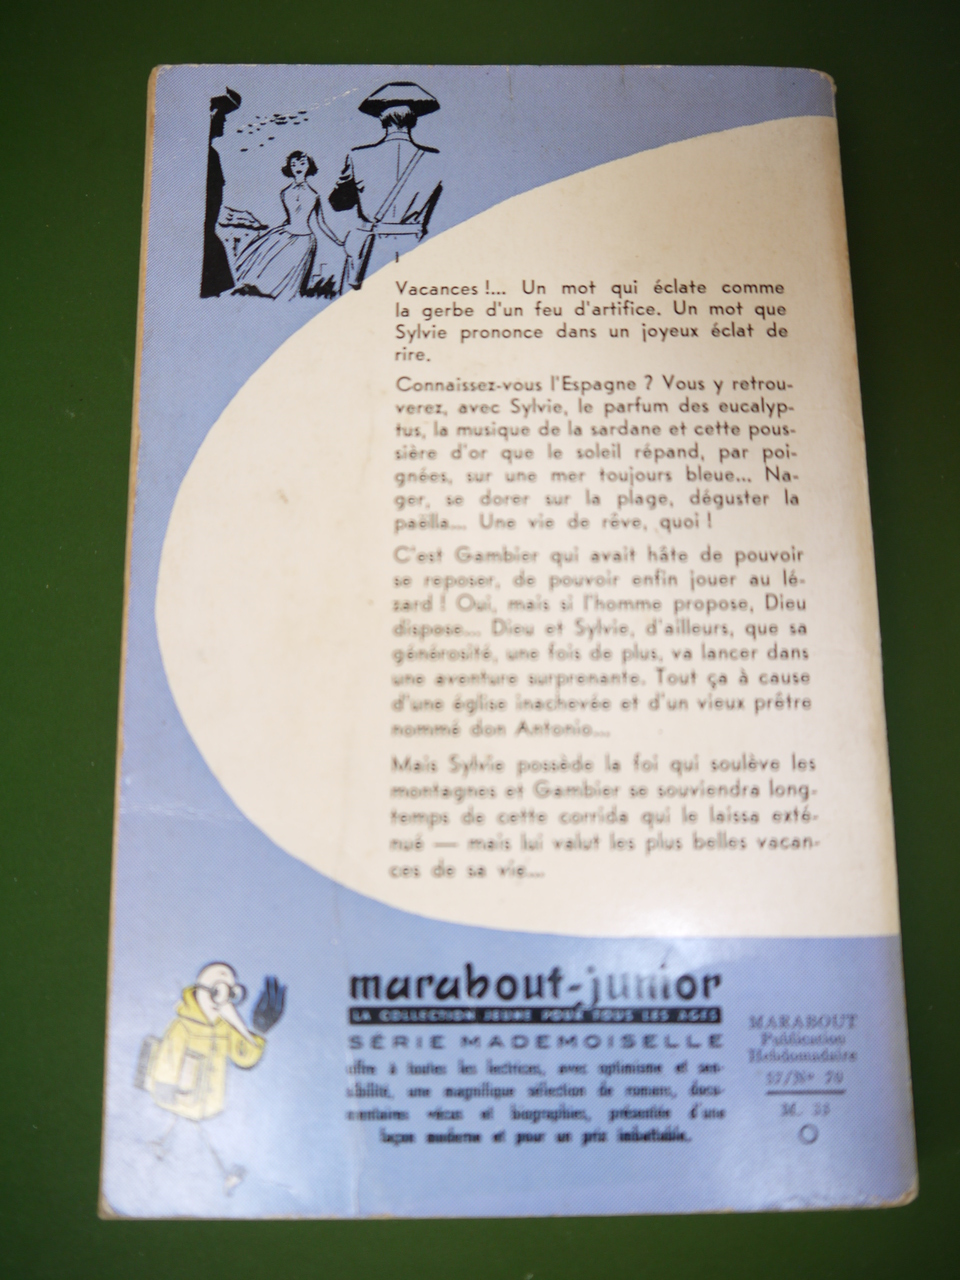 Vacances !... Un mot qui éclate comme
la gerbe d'un feu d'artifice. Un mot que
Sylvie prononce dans un joyeux éclat de
rire.
Connaissez-vous l'Espagne ? Vous y retrou-
verez, avec Sylvie, le parfum des eucalyp-
tus, la musique de la sardane et cette pous-
sière d'or que le soleil répand, par poi-
gnées, sur une mer toujours bleue... Na-
ger, se dorer sur la plage, déguster la
paëlla... Une vie de rêve, quoi !
C'est Gambier qui avait hâte de pouvoir
se reposer, de pouvoir enfin jouer au lé-
zard ! Oui, mais si l'homme propose, Dieu
dispose... Dieu et Sylvie, d'ailleurs, que sa
générosité, une fois de plus, va lancer dans
une aventure surprenante. Tout ça à cause
d'une église inachevée et d'un vieux prêtre
nommé don Antonio...
Mais Sylvie possède la foi qui soulève les
montagnes et Gambier se souviendra long-
temps de cette corrida qui le laissa exté-
nué — mais lui valut les plus belles vacan-
ces de sa vie...
marabout-junior
LA COLLECTION JEUNE POUR TOUS LES AGES
SÉRIE MADEMOISELLE
offre à toutes les lectrices, avec optimisme et sen-
sibilité, une magnifique sélection de romans, docu-
mentaires vécus et biographies, présentée d'une
façon moderne et pour un prix imbattable.
MARABOUT
Publication
Hebdomadaire
57/N° 70